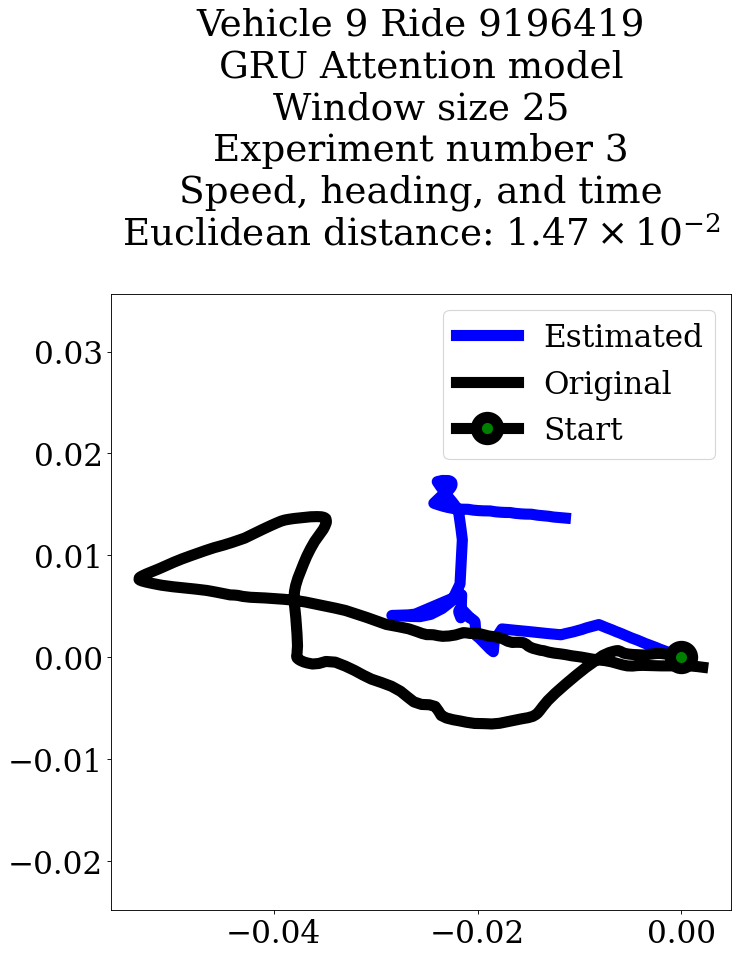 Vehicle 9 Ride 9196419
GRU Attention model
Window size 25
Experiment number 3
Speed, heading, and time
Euclidean distance: 1.47 × 10⁻²
Estimated
Original
Start
0.03
0.02
0.01
0.00
−0.01
−0.02
−0.04
−0.02
0.00